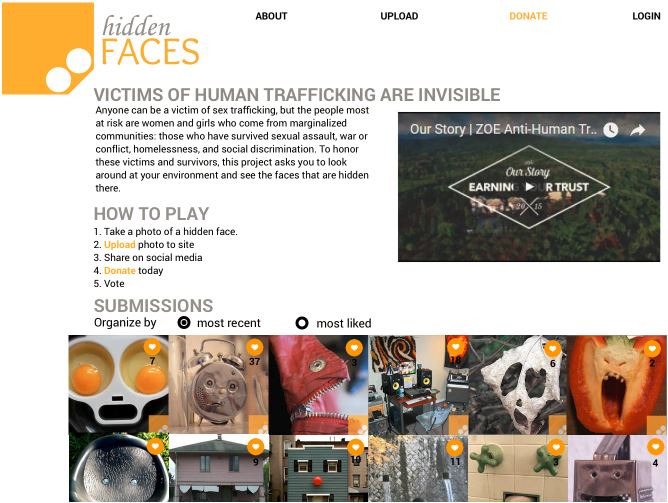 hidden
FACES
ABOUT
UPLOAD
DONATE
LOGIN
VICTIMS OF HUMAN TRAFFICKING ARE INVISIBLE
Anyone can be a victim of sex trafficking, but the people most
at risk are women and girls who come from marginalized
communities: those who have survived sexual assault, war or
conflict, homelessness, and social discrimination. To honor
these victims and survivors, this project asks you to look
around at your environment and see the faces that are hidden
there.
Our Story | ZOE Anti-Human Tr..
Our Story
EARNING YOUR TRUST
20 15
HOW TO PLAY
1. Take a photo of a hidden face.
2. Upload photo to site
3. Share on social media
4. Donate today
5. Vote
SUBMISSIONS
Organize by
most recent
most liked
7
37
3
18
6
2
9
19
11
3
4